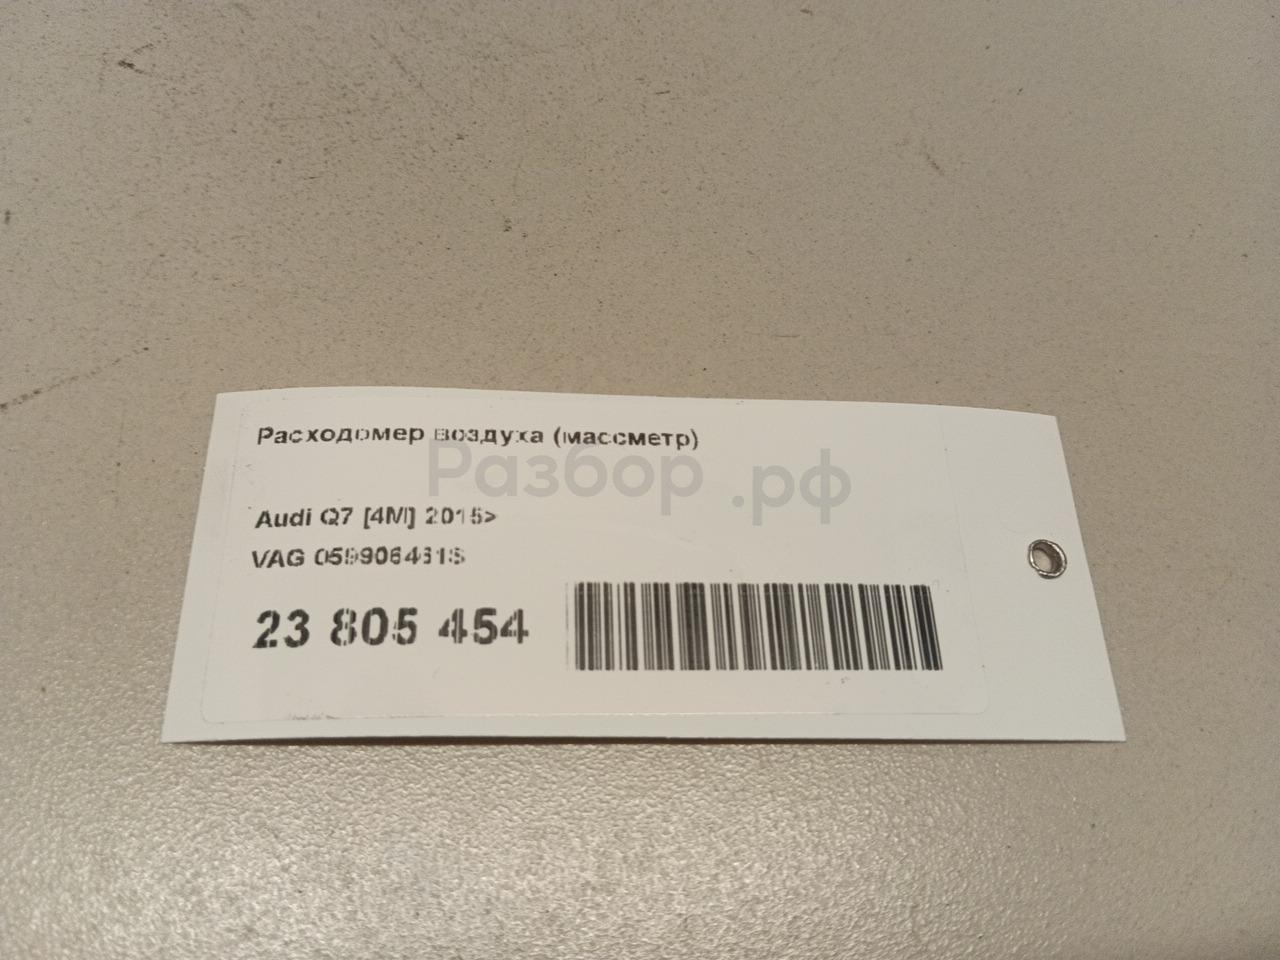 Расходомер воздуха (массметр)
Разбор.рф
Audi Q7 [4M] 2015>
VAG 059906461S
23 805 454